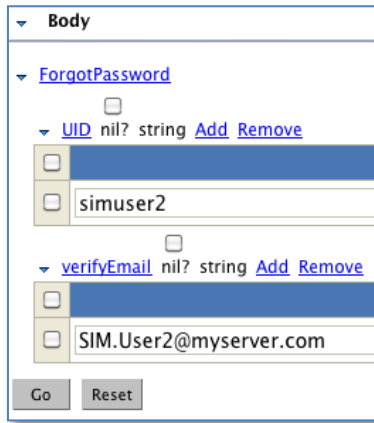 Body
ForgotPassword
UID nil? string Add Remove
simuser2
verifyEmail nil? string Add Remove
SIM.User2@myserver.com
Go Reset